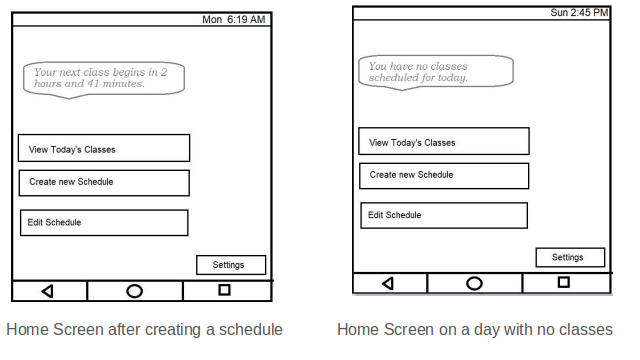 Mon 6:19 AM
Your next class begins in 2
hours and 41 minutes.
View Today's Classes
Create new Schedule
Edit Schedule
Settings
Home Screen after creating a schedule
Sun 2:45 PM
You have no classes
scheduled for today.
View Today's Classes
Create new Schedule
Edit Schedule
Settings
Home Screen on a day with no classes